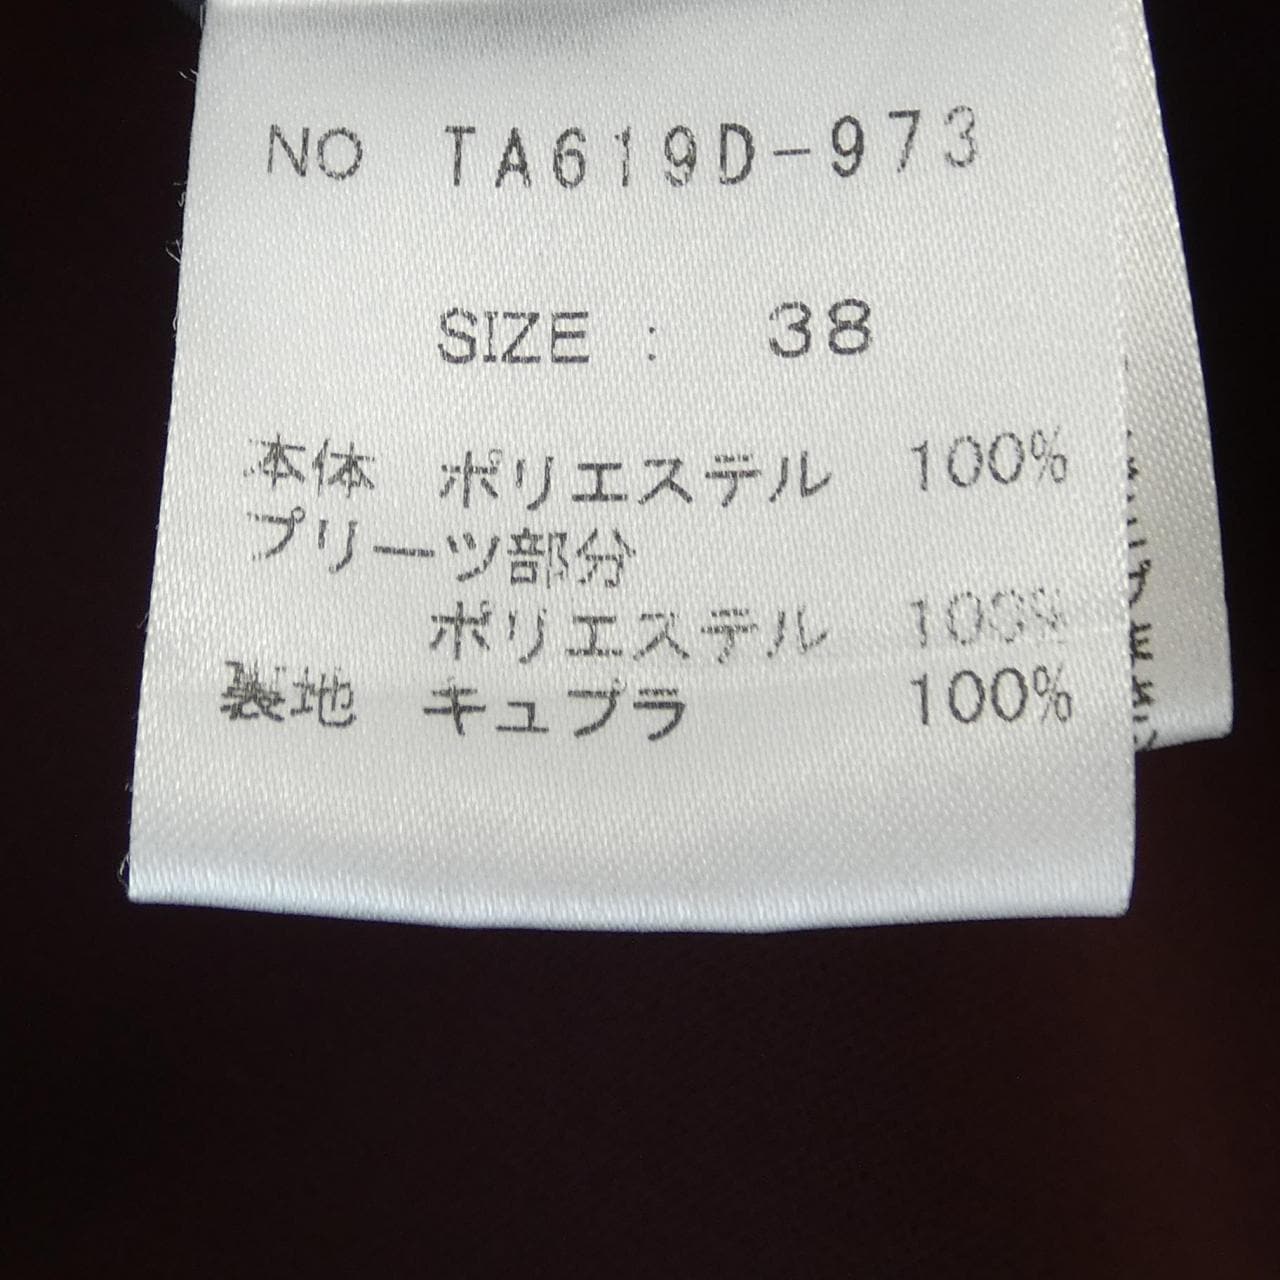 NO TA619D-973
SIZE : 38
本体 ポリエステル 100%
プリーツ部分
ポリエステル 100%
裏地 キュプラ 100%